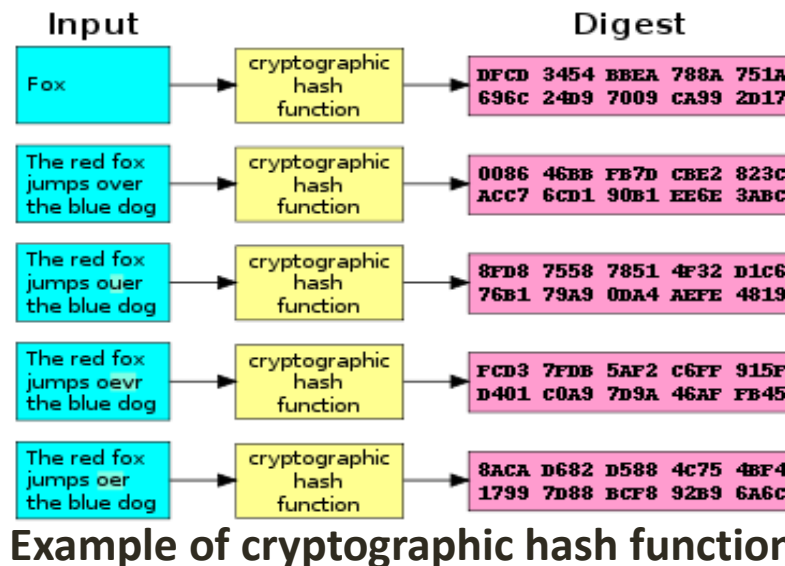 Input Digest
Fox
cryptographic
hash
function
DFCD 3454 BBEA 788A 751A
696C 24D9 7009 CA99 2D17
The red fox
jumps over
the blue dog
cryptographic
hash
function
0086 46BB FB7D CBE2 823C
ACC7 6CD1 90B1 EE6E 3ABC
The red fox
jumps ouer
the blue dog
cryptographic
hash
function
8FD8 7558 7851 4F32 D1C6
76B1 79A9 0DA4 AEFE 4819
The red fox
jumps oevr
the blue dog
cryptographic
hash
function
FCD3 7FDB 5AF2 C6FF 915F
D401 C0A9 7D9A 46AF FB45
The red fox
jumps oer
the blue dog
cryptographic
hash
function
8ACA D682 D588 4C75 4BF4
1799 7D88 BCF8 92B9 6A6C
Example of cryptographic hash function